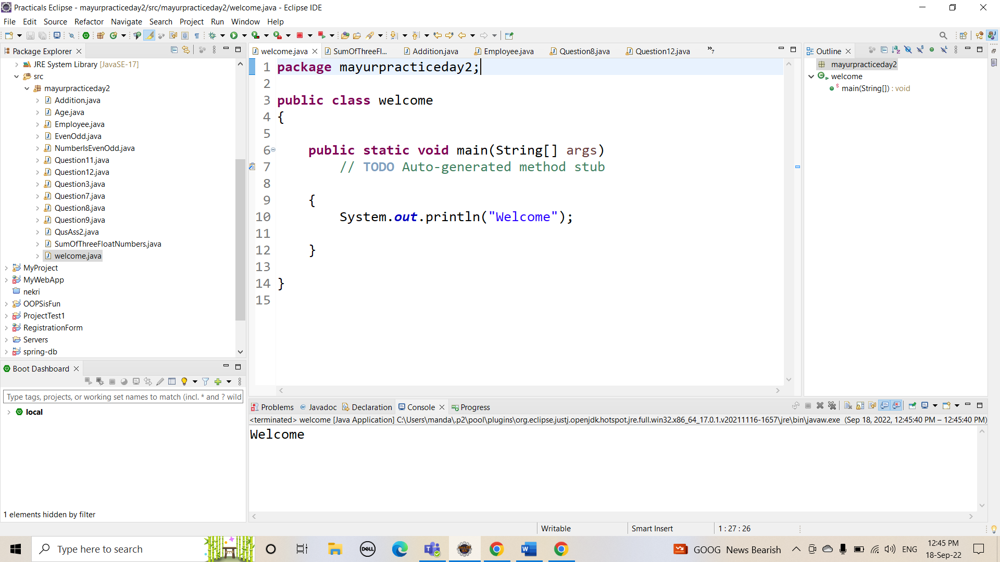 Practicals Eclipse - mayurpracticeday2/src/mayurpracticeday2/welcome.java - Eclipse IDE
File Edit Source Refactor Navigate Search Project Run Window Help
Package Explorer
JRE System Library [JavaSE-17]
src
mayurpracticeday2
Addition.java
Age.java
Employee.java
EvenOdd.java
NumberIsEvenOdd.java
Question11.java
Question12.java
Question3.java
Question7.java
Question8.java
Question9.java
QusAss2.java
SumOfThreeFloatNumbers.java
welcome.java
MyProject
MyWebApp
nekri
OOPSisFun
ProjectTest1
RegistrationForm
Servers
spring-db
Boot Dashboard
Type tags, projects, or working set names to match (incl. * and ? wild
local
1 elements hidden by filter
welcome.java SumOfThreeFl... Addition.java Employee.java Question8.java Question12.java »7
1 package mayurpracticeday2;
2
3 public class welcome
4 {
5
6 public static void main(String[] args)
7 // TODO Auto-generated method stub
8
9 {
10 System.out.println("Welcome");
11
12 }
13
14 }
15
Outline
mayurpracticeday2
welcome
main(String[]) : void
Problems @ Javadoc Declaration Console Progress
<terminated> welcome [Java Application] C:\Users\manda\.p2\pool\plugins\org.eclipse.justj.openjdk.hotspot.jre.full.win32.x86_64_17.0.1.v20211116-1657\jre\bin\javaw.exe (Sep 18, 2022, 12:45:40 PM – 12:45:40 PM)
Welcome
Writable Smart Insert 1 : 27 : 26
Type here to search
DELL
GOOG News Bearish
ENG
12:45 PM
18-Sep-22